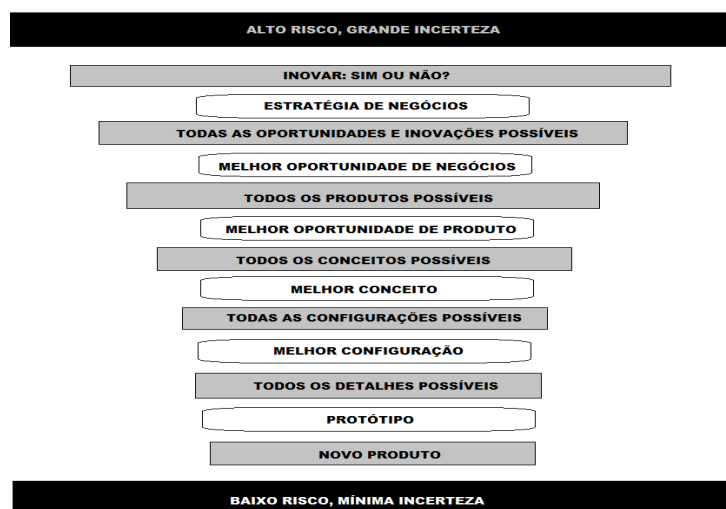 ALTO RISCO, GRANDE INCERTEZA
INOVAR: SIM OU NÃO?
ESTRATÉGIA DE NEGÓCIOS
TODAS AS OPORTUNIDADES E INOVAÇÕES POSSÍVEIS
MELHOR OPORTUNIDADE DE NEGÓCIOS
TODOS OS PRODUTOS POSSÍVEIS
MELHOR OPORTUNIDADE DE PRODUTO
TODOS OS CONCEITOS POSSÍVEIS
MELHOR CONCEITO
TODAS AS CONFIGURAÇÕES POSSÍVEIS
MELHOR CONFIGURAÇÃO
TODOS OS DETALHES POSSÍVEIS
PROTÓTIPO
NOVO PRODUTO
BAIXO RISCO, MÍNIMA INCERTEZA